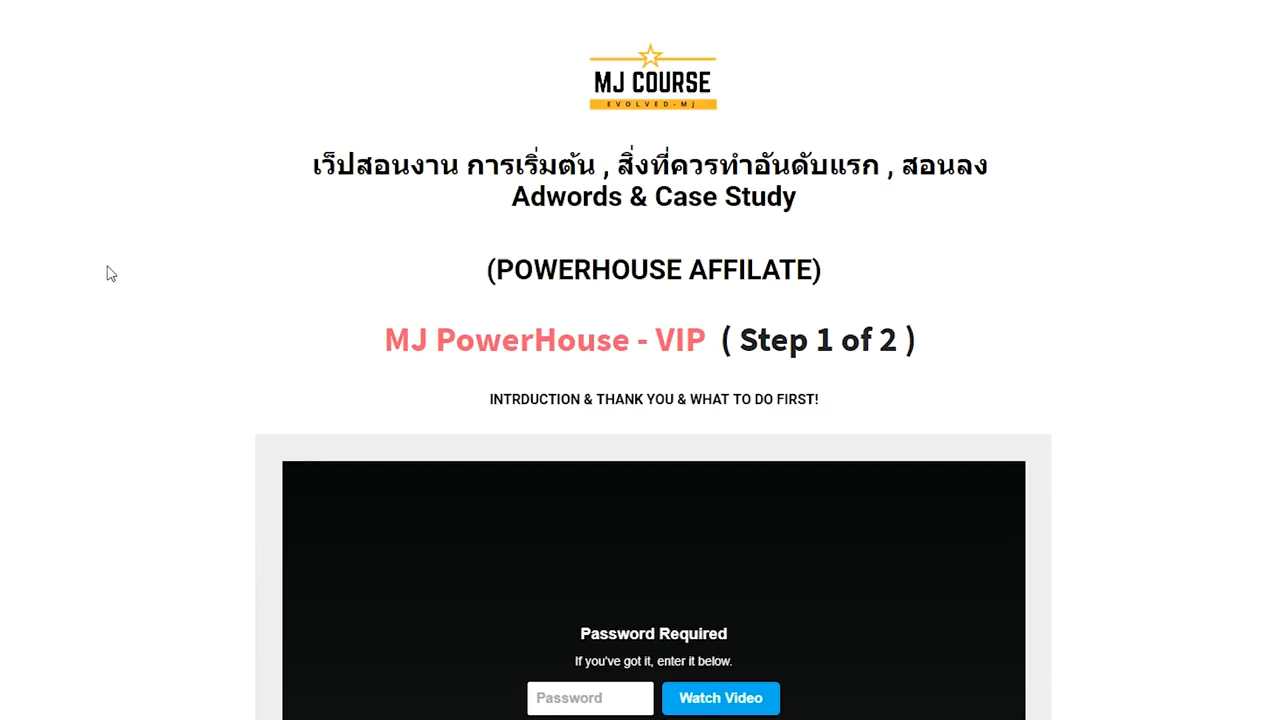 MJ COURSE
EVOLVED-MJ
เว็ปสอนงาน การเริ่มต้น , สิ่งที่ควรทำอันดับแรก , สอนลง
Adwords & Case Study
(POWERHOUSE AFFILATE)
MJ PowerHouse - VIP ( Step 1 of 2 )
INTRDUCTION & THANK YOU & WHAT TO DO FIRST!
Password Required
If you've got it, enter it below.
Password Watch Video